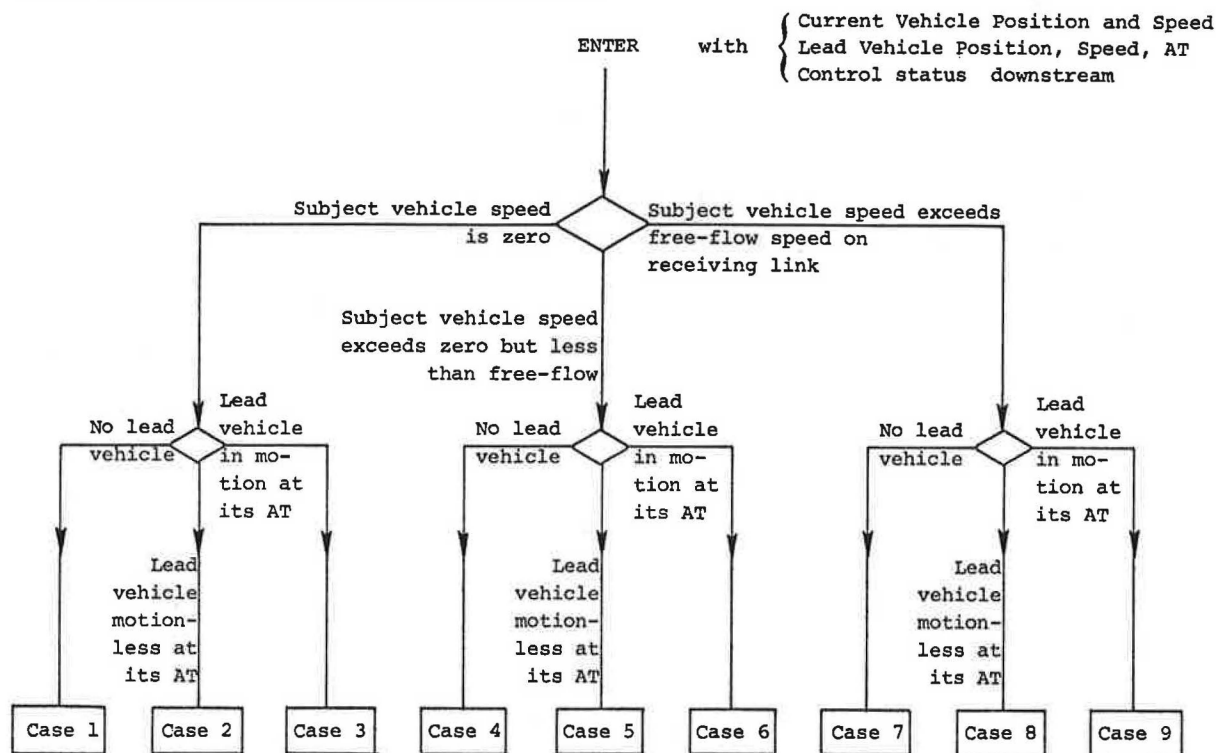 ENTER with
Current Vehicle Position and Speed
Lead Vehicle Position, Speed, AT
Control status downstream
Subject vehicle speed
is zero
Subject vehicle speed exceeds
free-flow speed on
receiving link
Subject vehicle speed
exceeds zero but less
than free-flow
No lead
vehicle
Lead
vehicle
in mo-
tion at
its AT
No lead
vehicle
Lead
vehicle
in mo-
tion at
its AT
No lead
vehicle
Lead
vehicle
in mo-
tion at
its AT
Lead
vehicle
motion-
less at
its AT
Lead
vehicle
motion-
less at
its AT
Lead
vehicle
motion-
less at
its AT
Case 1
Case 2
Case 3
Case 4
Case 5
Case 6
Case 7
Case 8
Case 9